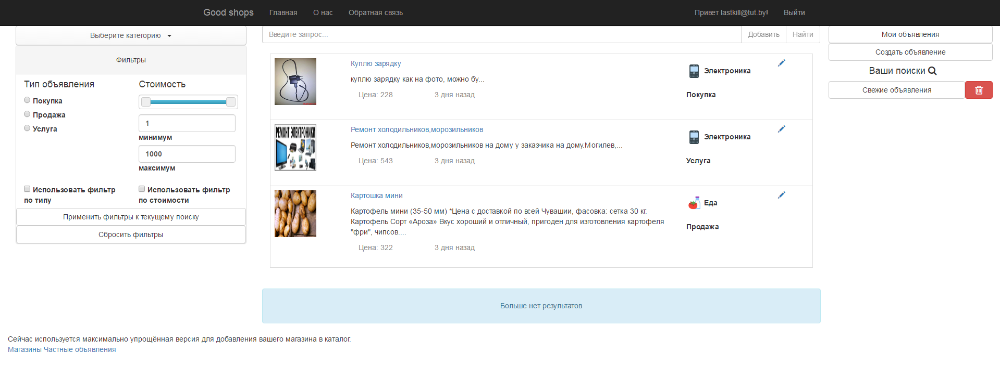 Good shops
Главная
О нас
Обратная связь
Привет lastkill@tut.by!
Выйти
Выберите категорию
Фильтры
Тип объявления
Покупка
Продажа
Услуга
Стоимость
1
минимум
1000
максимум
Использовать фильтр
по типу
Использовать фильтр
по стоимости
Применить фильтры к текущему поиску
Сбросить фильтры
Введите запрос...
Добавить
Найти
Куплю зарядку
куплю зарядку как на фото, можно бу...
Цена: 228
3 дня назад
Электроника
Покупка
РЕМОНТ ЭЛЕКТРОНИКИ
Ремонт холодильников,морозильников
Ремонт холодильников,морозильников на дому у заказчика на дому.Могилев,...
Цена: 543
3 дня назад
Электроника
Услуга
Картошка мини
Картофель мини (35-50 мм) *Цена с доставкой по всей Чувашии, фасовка: сетка 30 кг.
Картофель Сорт «Ароза» Вкус хороший и отличный, пригоден для изготовления картофеля
"фри", чипсов....
Цена: 322
3 дня назад
Еда
Продажа
Больше нет результатов
Мои объявления
Создать объявление
Ваши поиски
Свежие объявления
Сейчас используется максимально упрощённая версия для добавления вашего магазина в каталог.
Магазины Частные объявления